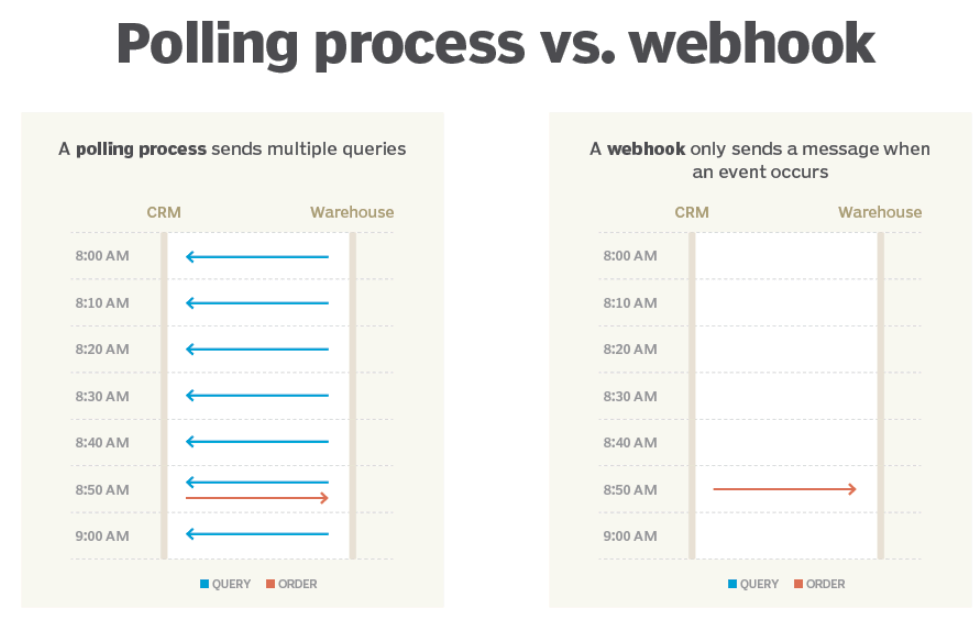 Polling process vs. webhook
A polling process sends multiple queries
CRM Warehouse
8:00 AM
8:10 AM
8:20 AM
8:30 AM
8:40 AM
8:50 AM
9:00 AM
QUERY ORDER
A webhook only sends a message when
an event occurs
CRM Warehouse
8:00 AM
8:10 AM
8:20 AM
8:30 AM
8:40 AM
8:50 AM
9:00 AM
QUERY ORDER